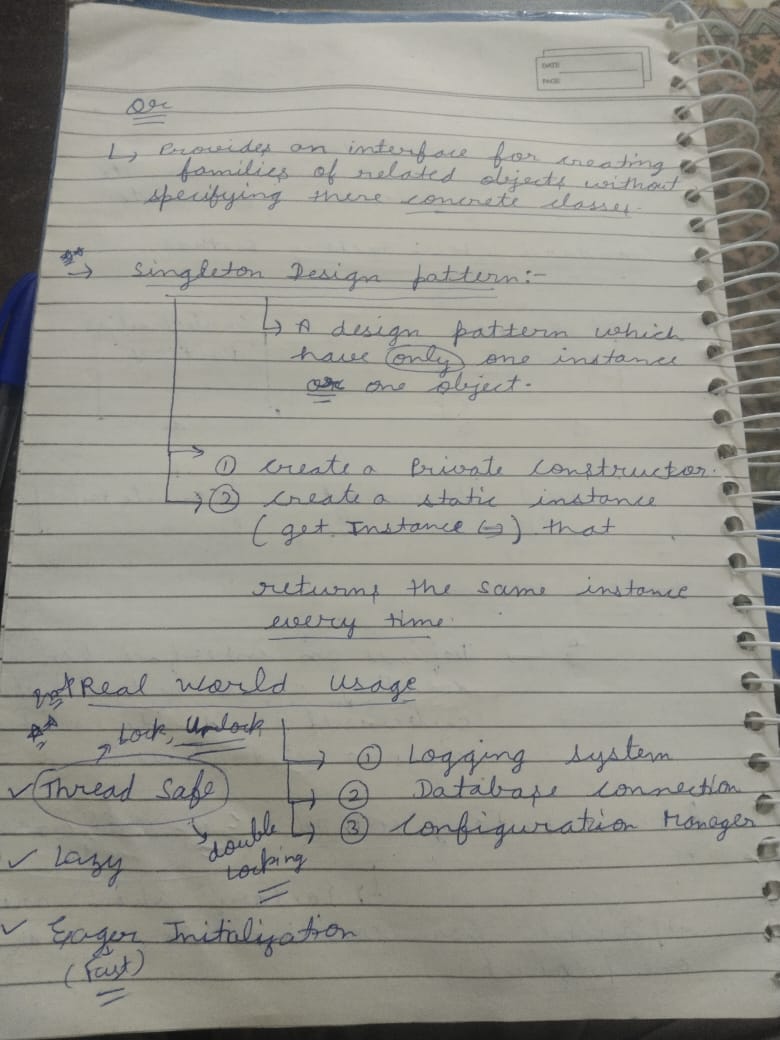 DATE
PAGE
Or
↳ Provides an interface for creating
families of related objects without
specifying there concrete classes.
→ Singleton Design pattern:-
↳ A design pattern which
have only one instance
or one object.
① Create a Private Constructor.
② Create a static instance
(get Instance ()) that
returns the same instance
every time.
Imp Real World Usage
Lock, Unlock
① Logging system
✓ Thread Safe
② Database connection
③ Configuration Manager
double
Locking
✓ Lazy
✓ Eager Initialization
(Fast)